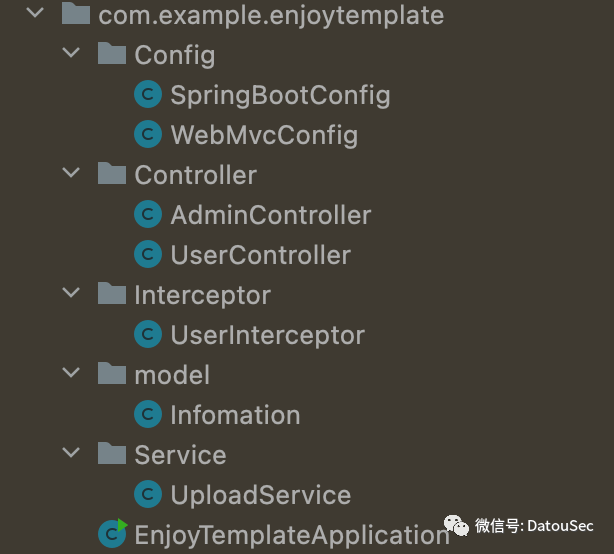 com.example.enjoytemplate
Config
SpringBootConfig
WebMvcConfig
Controller
AdminController
UserController
Interceptor
UserInterceptor
model
Infomation
Service
UploadService
EnjoyTemplateApplication
微信号: DatouSec